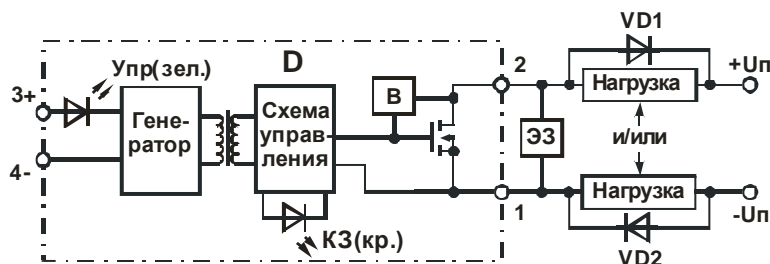 VD1
D
Упр(зел.)
2
+Uп
3+
В
Нагрузка
Гене-
ратор
Схема
управ-
ления
ЭЗ
и/или
4-
Нагрузка
1
-Uп
КЗ(кр.)
VD2